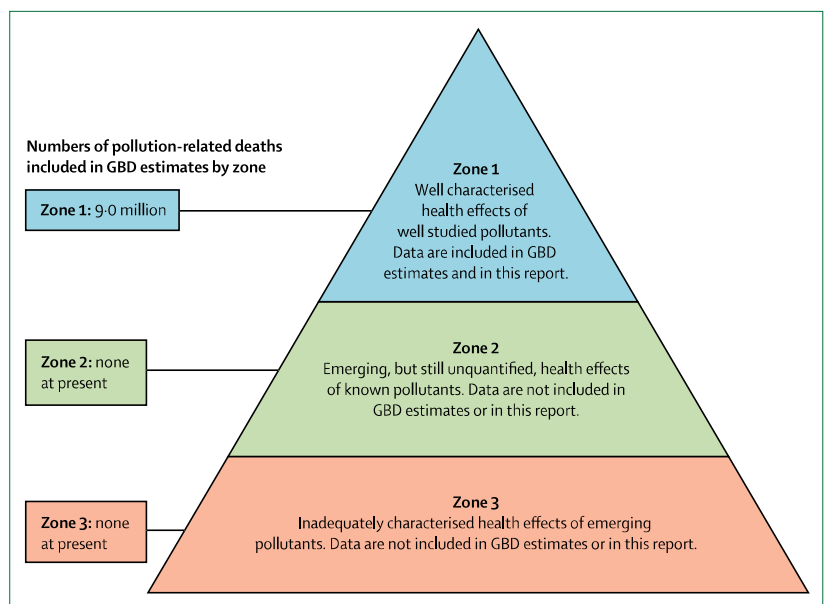 Numbers of pollution-related deaths
included in GBD estimates by zone
Zone 1: 9·0 million
Zone 1
Well characterised
health effects of
well studied pollutants.
Data are included in GBD
estimates and in this report.
Zone 2: none
at present
Zone 2
Emerging, but still unquantified, health effects
of known pollutants. Data are not included in
GBD estimates or in this report.
Zone 3: none
at present
Zone 3
Inadequately characterised health effects of emerging
pollutants. Data are not included in GBD estimates or in this report.